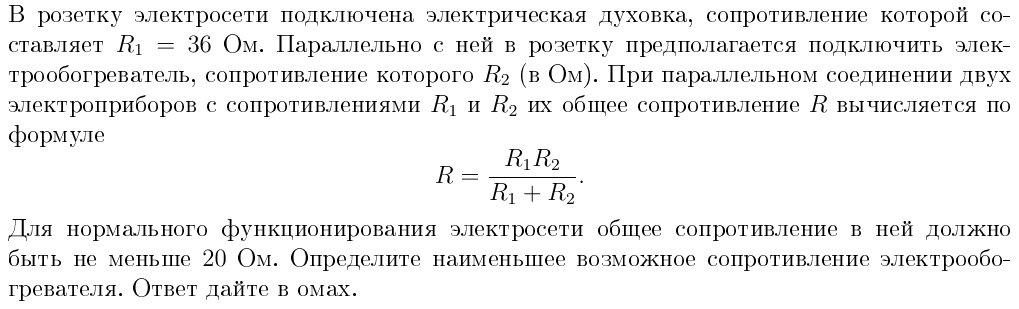 В розетку электросети подключена электрическая духовка, сопротивление которой со-
ставляет R₁ = 36 Ом. Параллельно с ней в розетку предполагается подключить элек-
трообогреватель, сопротивление которого R₂ (в Ом). При параллельном соединении двух
электроприборов с сопротивлениями R₁ и R₂ их общее сопротивление R вычисляется по
формуле
R = R₁R₂ / (R₁ + R₂).
Для нормального функционирования электросети общее сопротивление в ней должно
быть не меньше 20 Ом. Определите наименьшее возможное сопротивление электрообо-
гревателя. Ответ дайте в омах.